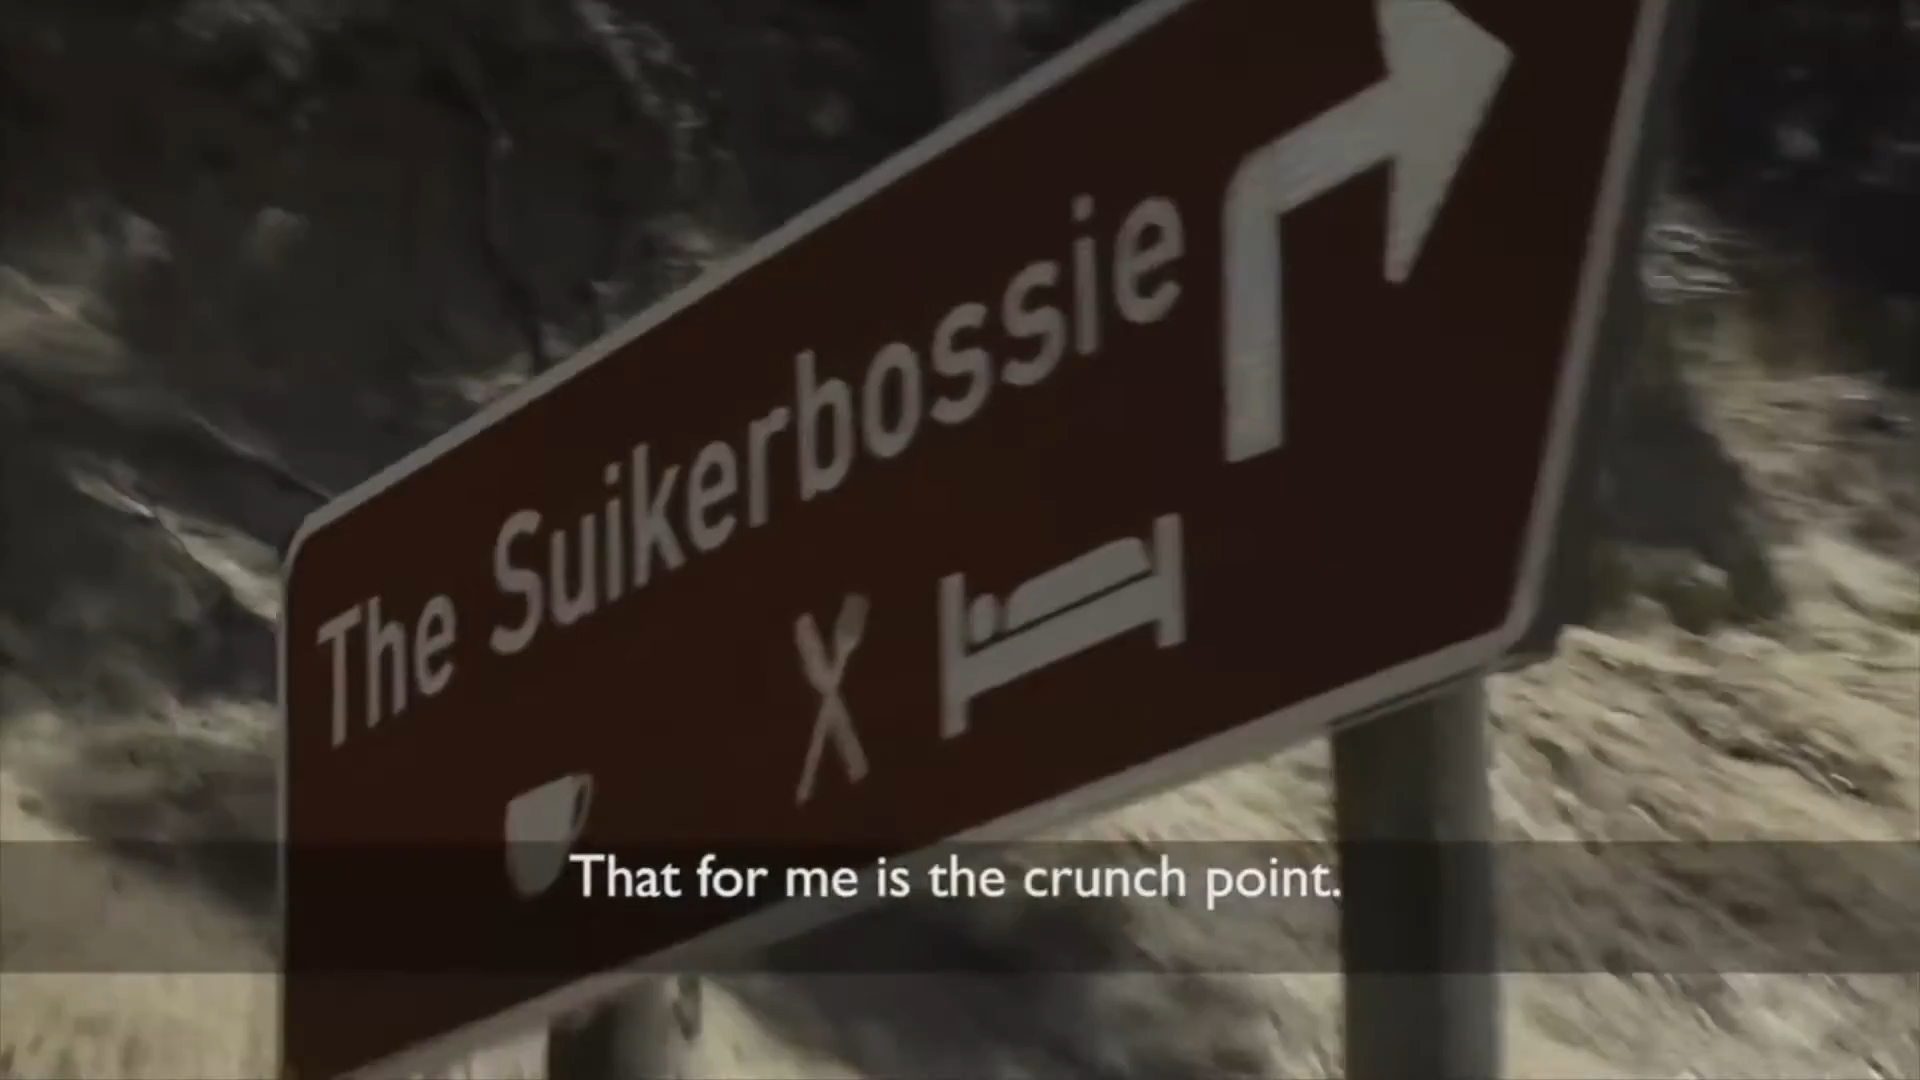 The Suikerbossie
That for me is the crunch point.